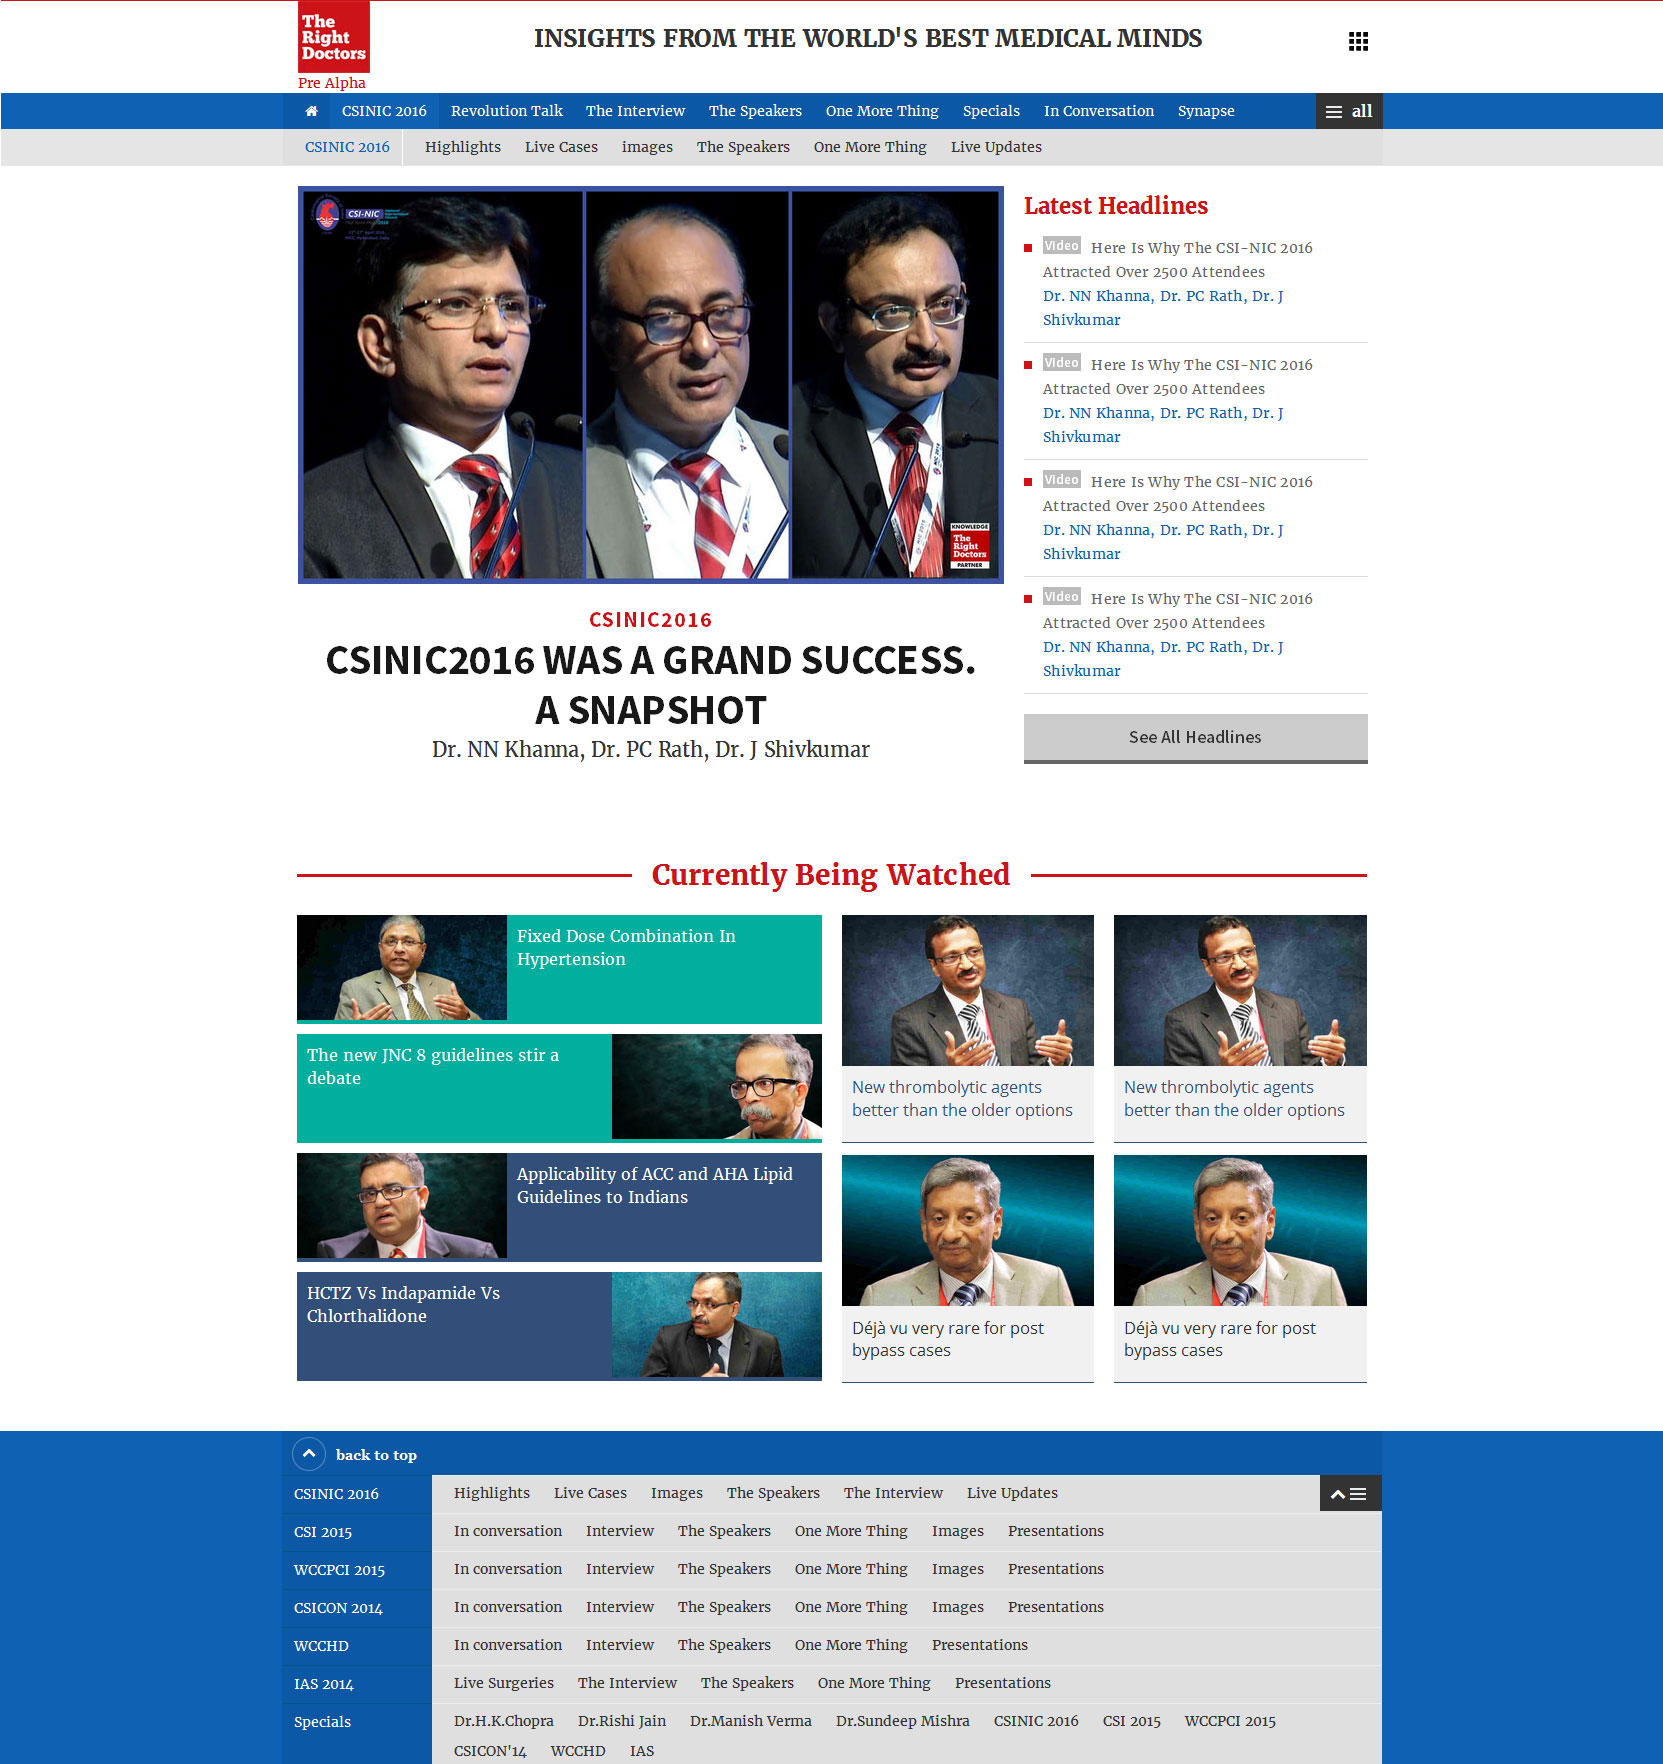 The
Right
Doctors
Pre Alpha
INSIGHTS FROM THE WORLD'S BEST MEDICAL MINDS
CSINIC 2016 Revolution Talk The Interview The Speakers One More Thing Specials In Conversation Synapse all
CSINIC 2016 Highlights Live Cases images The Speakers One More Thing Live Updates
CSI-NIC
KNOWLEDGE
The
Right
Doctors
PARTNER
CSINIC2016
CSINIC2016 WAS A GRAND SUCCESS.
A SNAPSHOT
Dr. NN Khanna, Dr. PC Rath, Dr. J Shivkumar
Latest Headlines
Video Here Is Why The CSI-NIC 2016
Attracted Over 2500 Attendees
Dr. NN Khanna, Dr. PC Rath, Dr. J
Shivkumar
Video Here Is Why The CSI-NIC 2016
Attracted Over 2500 Attendees
Dr. NN Khanna, Dr. PC Rath, Dr. J
Shivkumar
Video Here Is Why The CSI-NIC 2016
Attracted Over 2500 Attendees
Dr. NN Khanna, Dr. PC Rath, Dr. J
Shivkumar
Video Here Is Why The CSI-NIC 2016
Attracted Over 2500 Attendees
Dr. NN Khanna, Dr. PC Rath, Dr. J
Shivkumar
See All Headlines
Currently Being Watched
Fixed Dose Combination In
Hypertension
The new JNC 8 guidelines stir a
debate
Applicability of ACC and AHA Lipid
Guidelines to Indians
HCTZ Vs Indapamide Vs
Chlorthalidone
New thrombolytic agents
better than the older options
New thrombolytic agents
better than the older options
Déjà vu very rare for post
bypass cases
Déjà vu very rare for post
bypass cases
back to top
CSINIC 2016 Highlights Live Cases Images The Speakers The Interview Live Updates
CSI 2015 In conversation Interview The Speakers One More Thing Images Presentations
WCCPCI 2015 In conversation Interview The Speakers One More Thing Images Presentations
CSICON 2014 In conversation Interview The Speakers One More Thing Images Presentations
WCCHD In conversation Interview The Speakers One More Thing Presentations
IAS 2014 Live Surgeries The Interview The Speakers One More Thing Presentations
Specials Dr.H.K.Chopra Dr.Rishi Jain Dr.Manish Verma Dr.Sundeep Mishra CSINIC 2016 CSI 2015 WCCPCI 2015
CSICON'14 WCCHD IAS